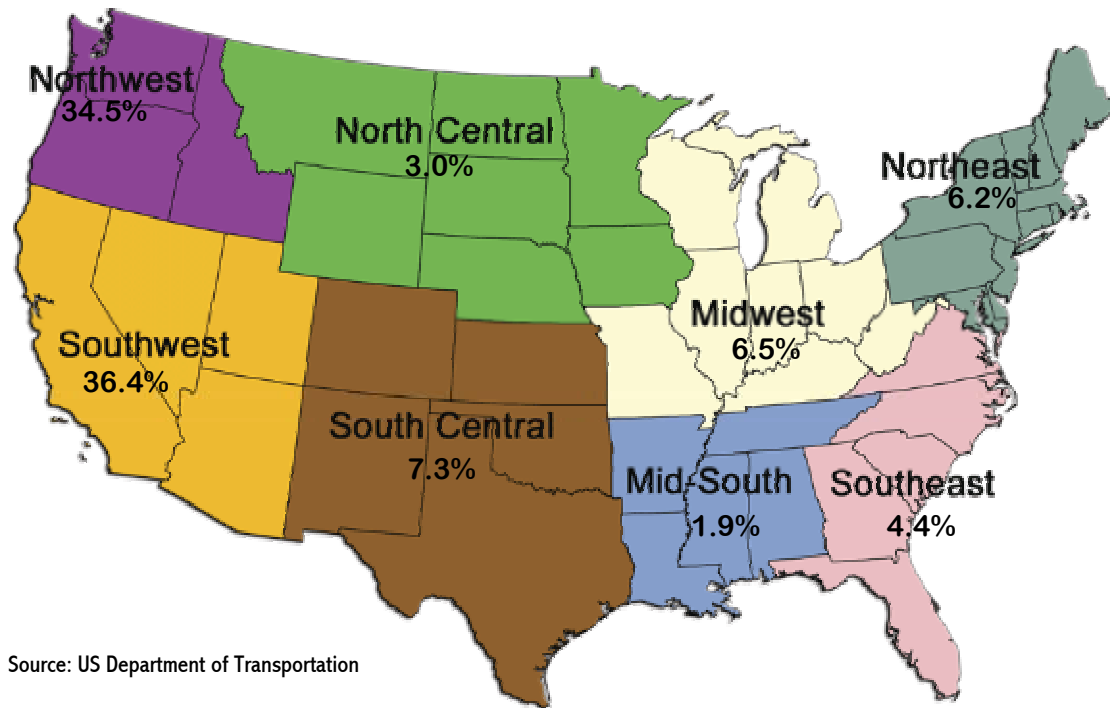 Northwest
34.5%
North Central
3.0%
Northeast
6.2%
Southwest
36.4%
Midwest
6.5%
South Central
7.3%
Mid-South
1.9%
Southeast
4.4%
Source: US Department of Transportation